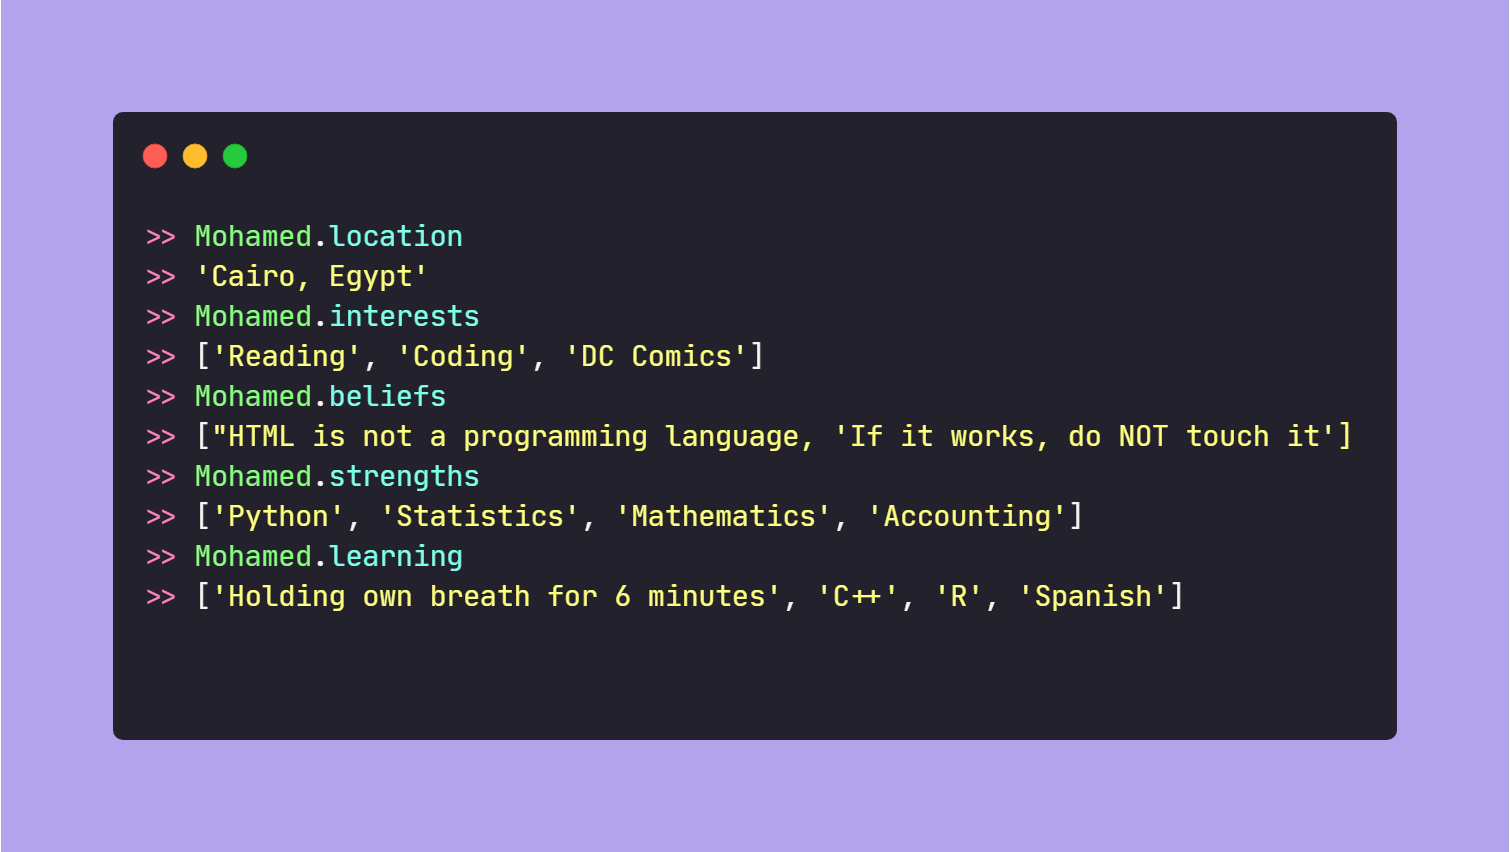 >> Mohamed.location
>> 'Cairo, Egypt'
>> Mohamed.interests
>> ['Reading', 'Coding', 'DC Comics']
>> Mohamed.beliefs
>> ["HTML is not a programming language, 'If it works, do NOT touch it']
>> Mohamed.strengths
>> ['Python', 'Statistics', 'Mathematics', 'Accounting']
>> Mohamed.learning
>> ['Holding own breath for 6 minutes', 'C++', 'R', 'Spanish']